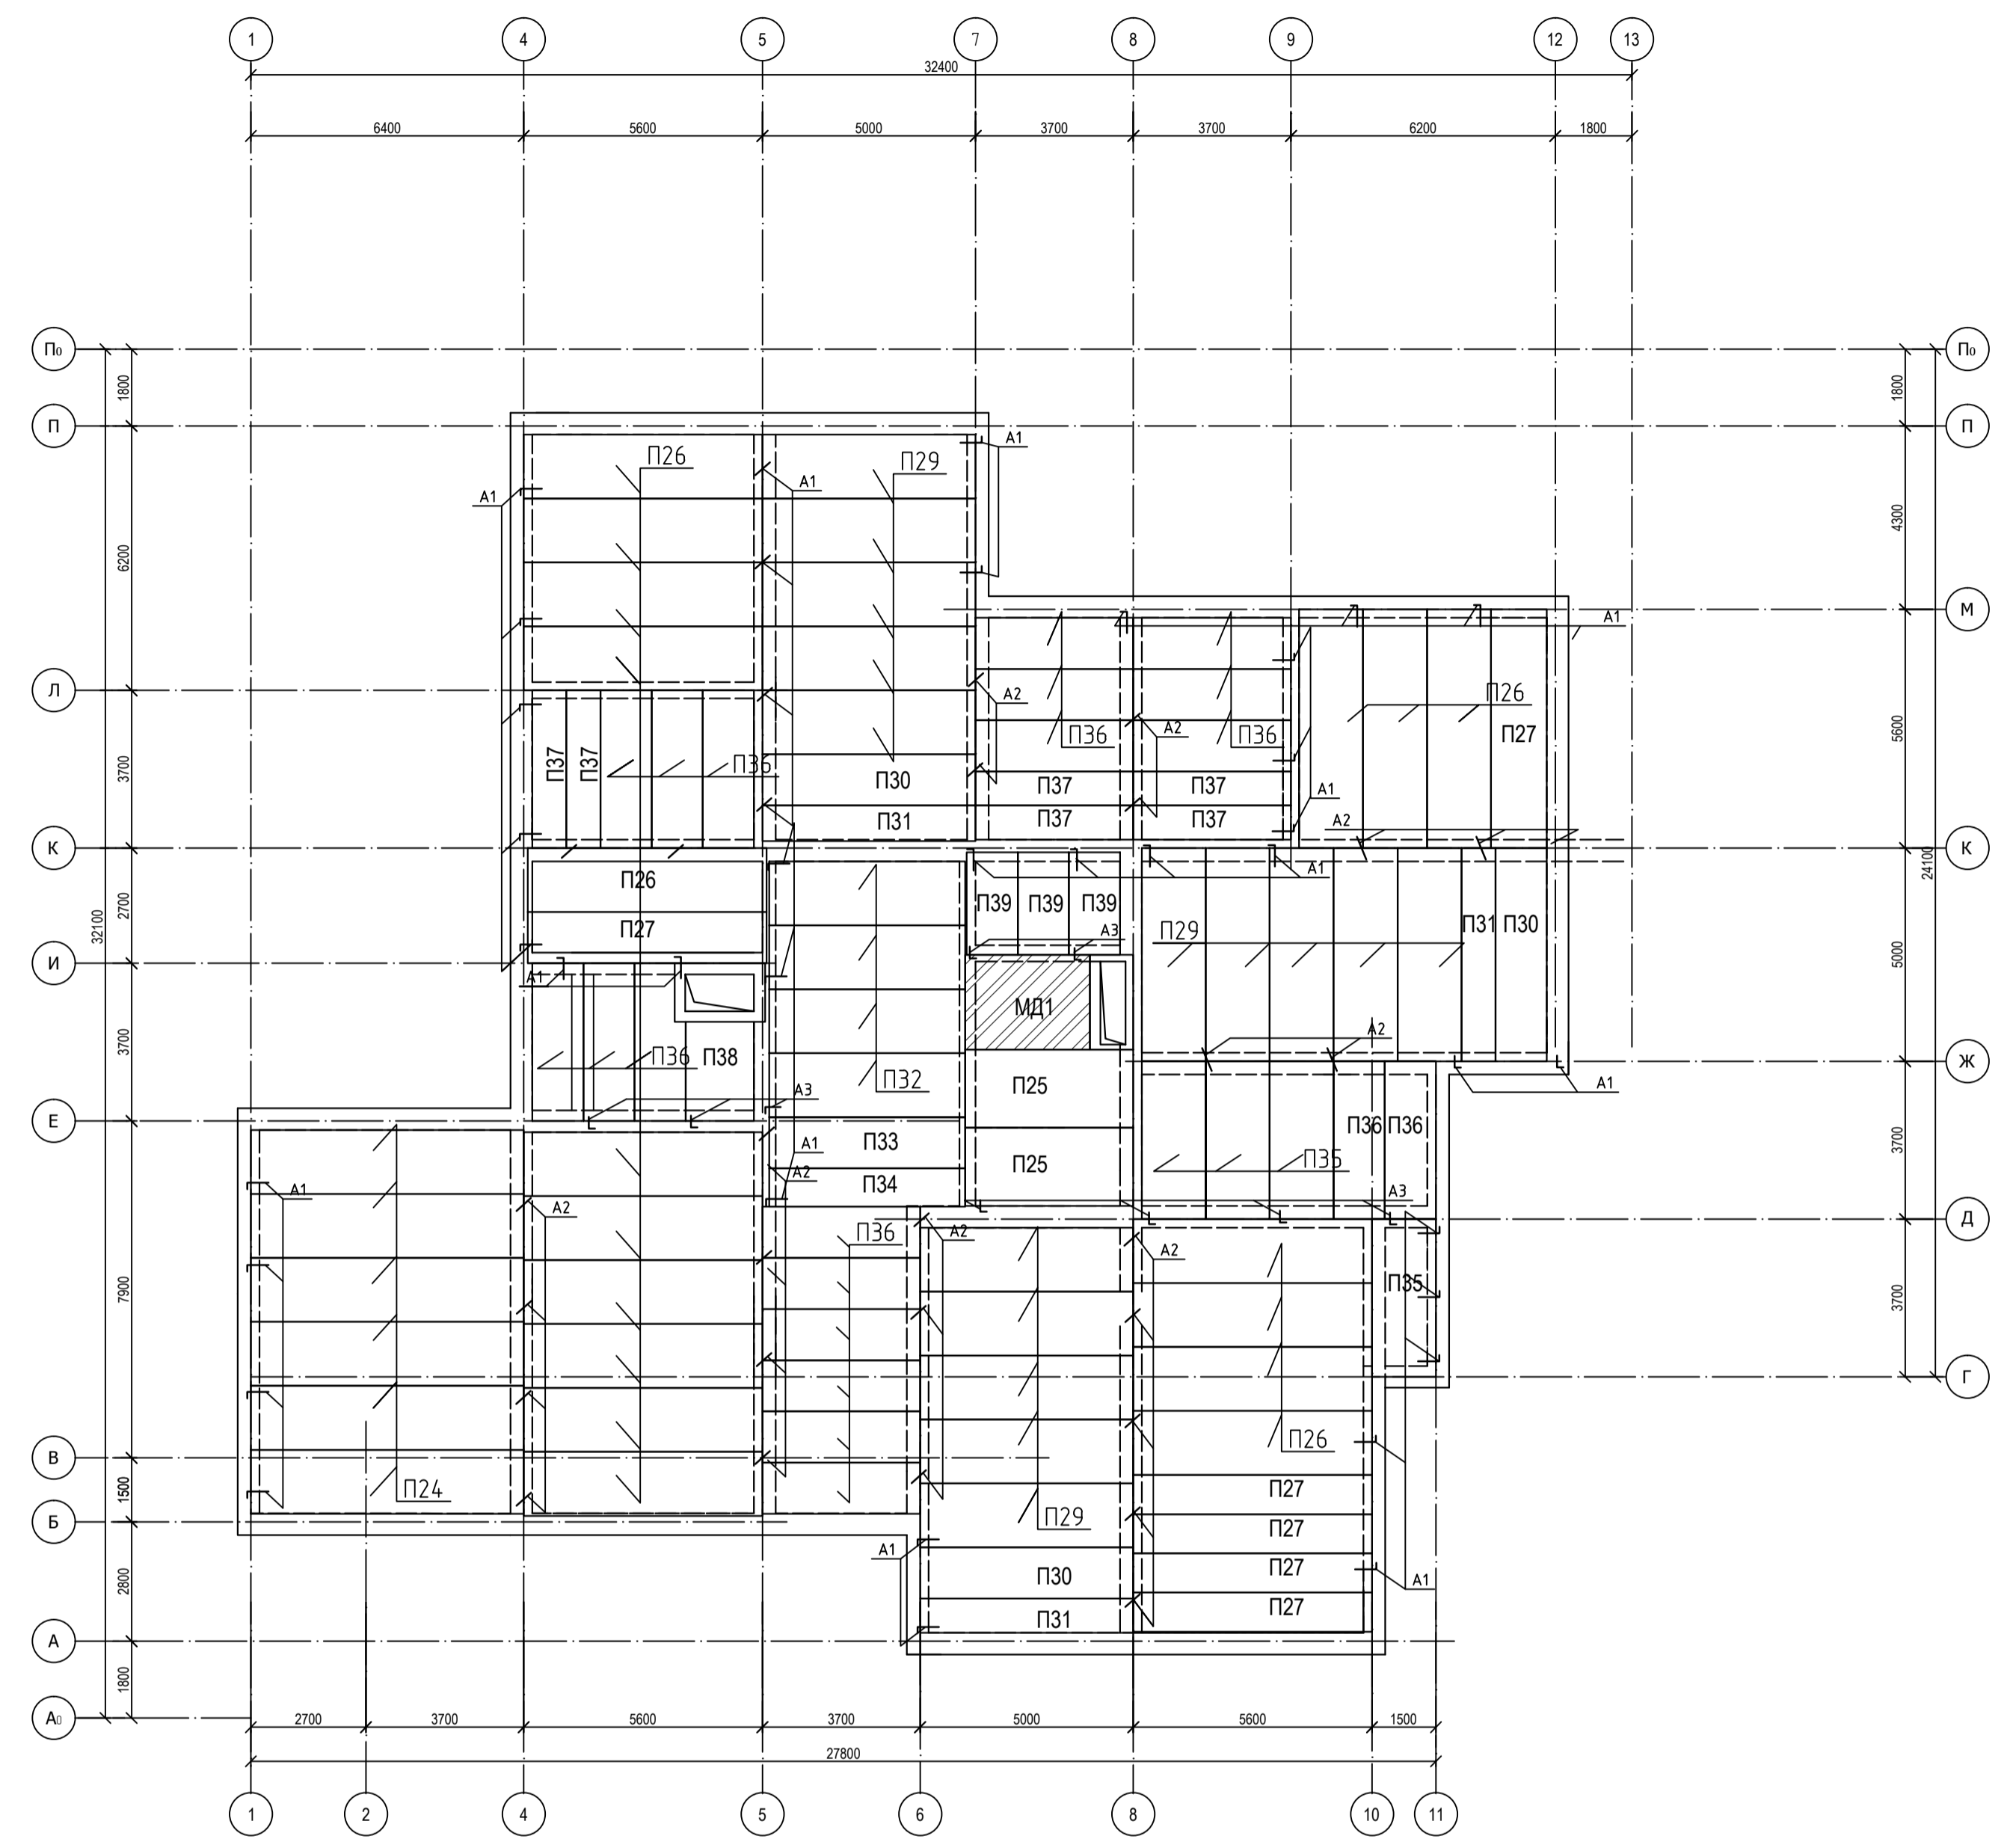 1 4 5 7 8 9 12 13
32400
6400 5600 5000 3700 3700 6200 1800
П0 П0
1800 1800
П П
П26 П29 А1
А1 А1
4300
6200
М М
А1
Л
П26
А2 А2
П36 П36 П27
5600
3700 П37 П37 П36 П30 П37 П37
А1
П31 П37 П37 А2
К К
24100
А1
П26 П39 П39 П39
2700 П27 А3 П29 П31 П30
32100
И
А1 5000
МД1
А2
3700 П36 П38
П32 П25 Ж
А3 А1
Е
П33 П36 П36
А1
А2 П25 П35 3700
П34
А1 А3
А2 Д
П36 А2 А2
7900 П35 3700
Г
П26
В
1500 П24 П27
П29
Б П27
А1
2800 П30 П27 А1
П27
П31
А
1800
А0
2700 3700 5600 3700 5000 5600 1500
27800
1 2 4 5 6 8 10 11